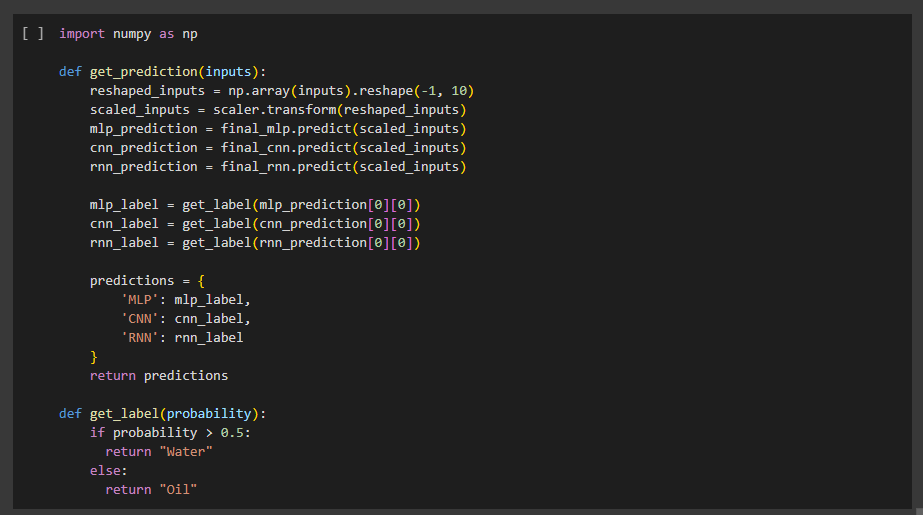 [ ] import numpy as np
def get_prediction(inputs):
    reshaped_inputs = np.array(inputs).reshape(-1, 10)
    scaled_inputs = scaler.transform(reshaped_inputs)
    mlp_prediction = final_mlp.predict(scaled_inputs)
    cnn_prediction = final_cnn.predict(scaled_inputs)
    rnn_prediction = final_rnn.predict(scaled_inputs)
    mlp_label = get_label(mlp_prediction[0][0])
    cnn_label = get_label(cnn_prediction[0][0])
    rnn_label = get_label(rnn_prediction[0][0])
    predictions = {
        'MLP': mlp_label,
        'CNN': cnn_label,
        'RNN': rnn_label
    }
    return predictions
def get_label(probability):
    if probability > 0.5:
      return "Water"
    else:
      return "Oil"